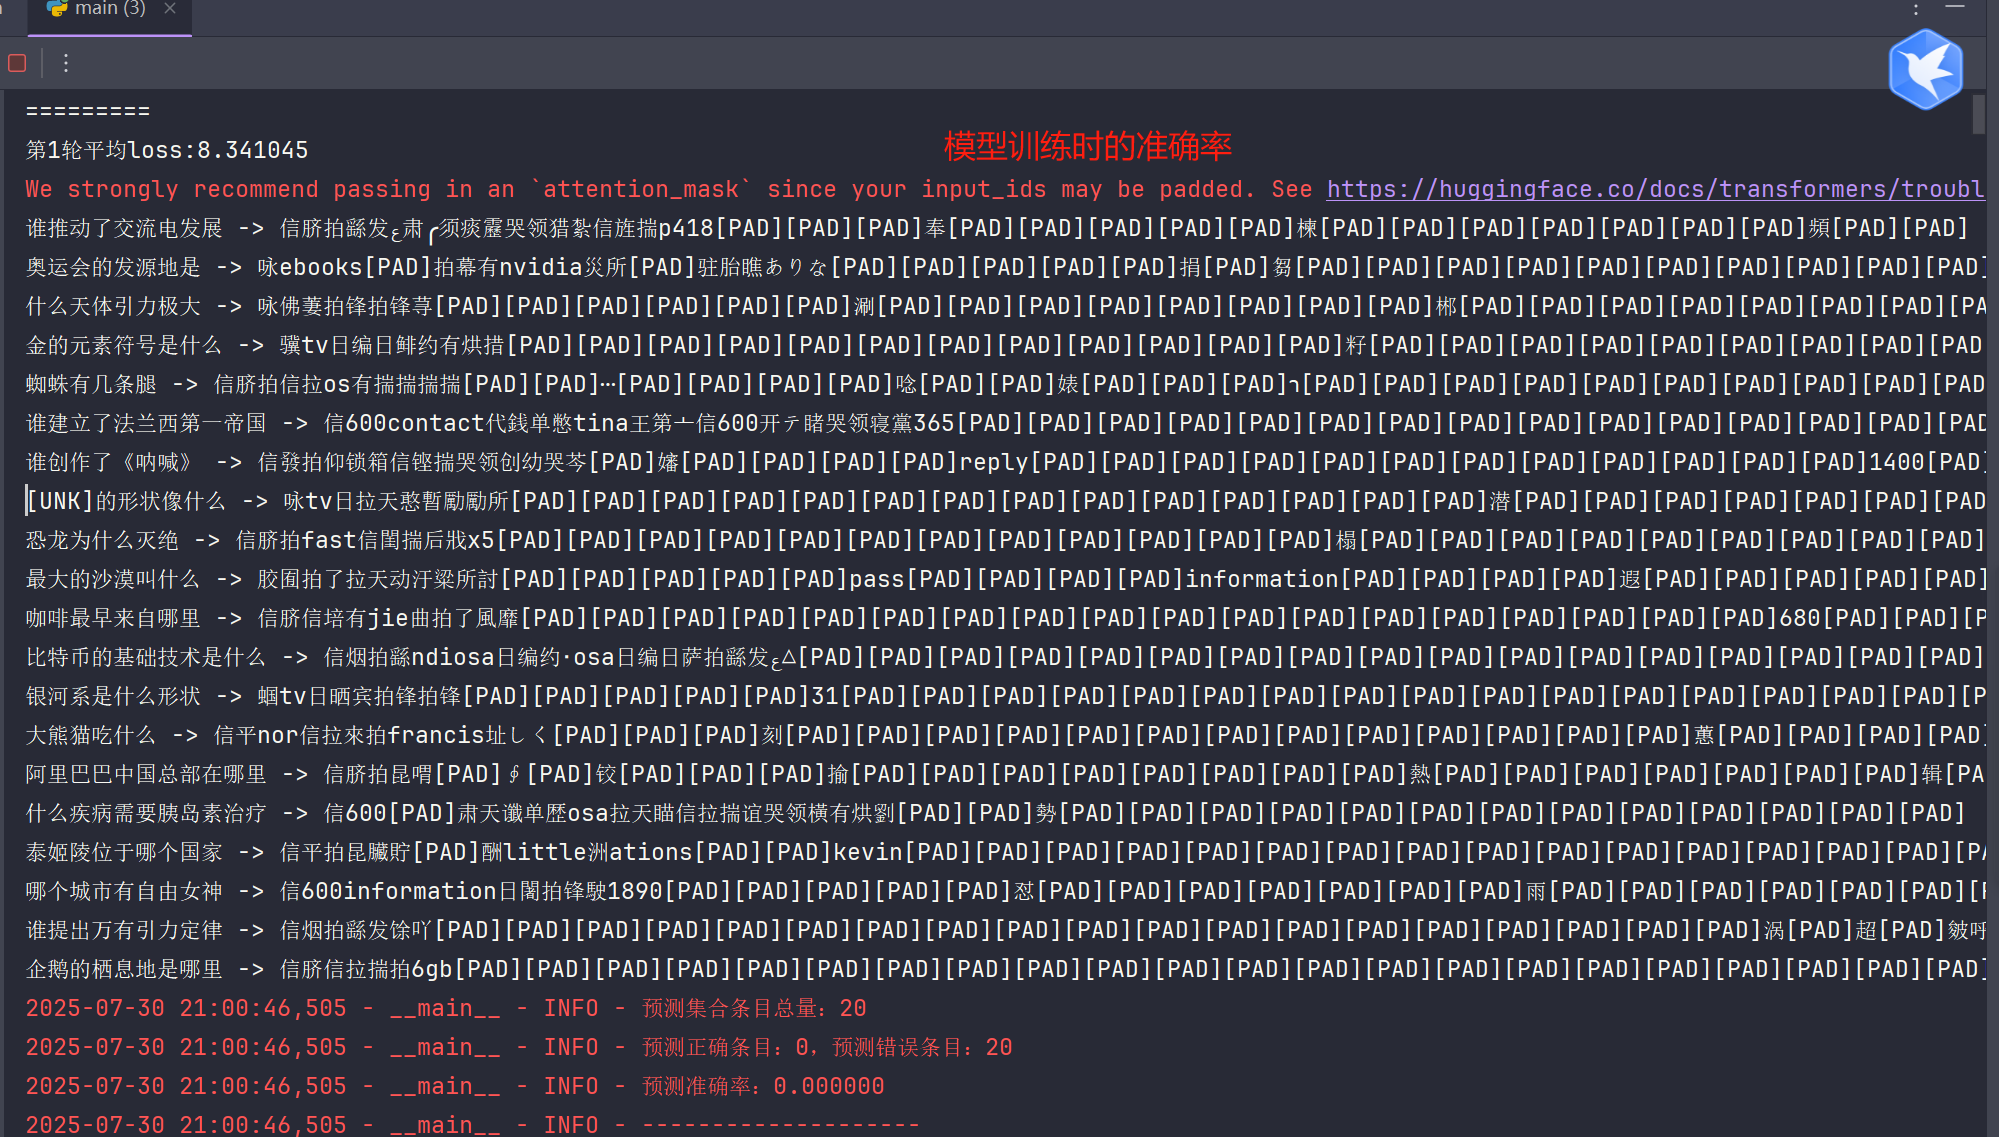 main (3)
=========
第1轮平均loss:8.341045
模型训练时的准确率
We strongly recommend passing in an `attention_mask` since your input_ids may be padded. See https://huggingface.co/docs/transformers/troubl
谁推动了交流电发展 -> 信脐拍繇发ع肃╭须痰靂哭领猎紮信旌揣p418[PAD][PAD][PAD]奉[PAD][PAD][PAD][PAD][PAD]楝[PAD][PAD][PAD][PAD][PAD][PAD][PAD]頻[PAD][PAD]
奥运会的发源地是 -> 咏ebooks[PAD]拍幕有nvidia災所[PAD]驻胎瞧ありな[PAD][PAD][PAD][PAD][PAD]捐[PAD]芻[PAD][PAD][PAD][PAD][PAD][PAD][PAD][PAD][PAD][PAD]
什么天体引力极大 -> 咏佛萋拍锋拍锋荨[PAD][PAD][PAD][PAD][PAD][PAD]涮[PAD][PAD][PAD][PAD][PAD][PAD][PAD][PAD]郴[PAD][PAD][PAD][PAD][PAD][PAD][PAD][PA
金的元素符号是什么 -> 骥tv日编日鲱约有烘措[PAD][PAD][PAD][PAD][PAD][PAD][PAD][PAD][PAD][PAD][PAD][PAD]籽[PAD][PAD][PAD][PAD][PAD][PAD][PAD][PAD][PAD
蜘蛛有几条腿 -> 信脐拍信拉os有揣揣揣揣[PAD][PAD]⋯[PAD][PAD][PAD][PAD]唸[PAD][PAD]婊[PAD][PAD][PAD]า[PAD][PAD][PAD][PAD][PAD][PAD][PAD][PAD][PAD][PAD
谁建立了法兰西第一帝国 -> 信600contact代銭单憋tina王第亠信600开テ睹哭领寝黨365[PAD][PAD][PAD][PAD][PAD][PAD][PAD][PAD][PAD][PAD][PAD][PAD][PAD][PAD][PAD
谁创作了《呐喊》 -> 信發拍仰锁箱信铿揣哭领创幼哭芩[PAD]嬸[PAD][PAD][PAD][PAD]reply[PAD][PAD][PAD][PAD][PAD][PAD][PAD][PAD][PAD][PAD][PAD][PAD]1400[PAD]
[UNK]的形状像什么 -> 咏tv日拉天憨暫勵勵所[PAD][PAD][PAD][PAD][PAD][PAD][PAD][PAD][PAD][PAD][PAD][PAD][PAD][PAD]潜[PAD][PAD][PAD][PAD][PAD][PAD][PAD
恐龙为什么灭绝 -> 信脐拍fast信閨揣后戕x5[PAD][PAD][PAD][PAD][PAD][PAD][PAD][PAD][PAD][PAD][PAD][PAD]榻[PAD][PAD][PAD][PAD][PAD][PAD][PAD][PAD][PAD]
最大的沙漠叫什么 -> 胶囿拍了拉天动汙粱所討[PAD][PAD][PAD][PAD][PAD]pass[PAD][PAD][PAD][PAD]information[PAD][PAD][PAD][PAD]遐[PAD][PAD][PAD][PAD][PAD]
咖啡最早来自哪里 -> 信脐信培有jie曲拍了風靡[PAD][PAD][PAD][PAD][PAD][PAD][PAD][PAD][PAD][PAD][PAD][PAD][PAD][PAD][PAD][PAD][PAD][PAD]680[PAD][PAD][P
比特币的基础技术是什么 -> 信烟拍繇ndiosa日编约·osa日编日萨拍繇发ع△[PAD][PAD][PAD][PAD][PAD][PAD][PAD][PAD][PAD][PAD][PAD][PAD][PAD][PAD][PAD][PAD][PAD]
银河系是什么形状 -> 蝈tv日晒宾拍锋拍锋[PAD][PAD][PAD][PAD][PAD]31[PAD][PAD][PAD][PAD][PAD][PAD][PAD][PAD][PAD][PAD][PAD][PAD][PAD][PAD][PAD][PAD][P
大熊猫吃什么 -> 信平nor信拉來拍francis址しく[PAD][PAD][PAD]刻[PAD][PAD][PAD][PAD][PAD][PAD][PAD][PAD][PAD][PAD][PAD][PAD][PAD]蕙[PAD][PAD][PAD][PAD]
阿里巴巴中国总部在哪里 -> 信脐拍昆喟[PAD]∮[PAD]铰[PAD][PAD][PAD]揄[PAD][PAD][PAD][PAD][PAD][PAD][PAD][PAD]熱[PAD][PAD][PAD][PAD][PAD][PAD][PAD]辑[PA
什么疾病需要胰岛素治疗 -> 信600[PAD]肃天谶单歷osa拉天瞄信拉揣谊哭领橫有烘劉[PAD][PAD]勢[PAD][PAD][PAD][PAD][PAD][PAD][PAD][PAD][PAD][PAD][PAD][PAD][PAD]
泰姬陵位于哪个国家 -> 信平拍昆臟貯[PAD]酬little洲ations[PAD][PAD]kevin[PAD][PAD][PAD][PAD][PAD][PAD][PAD][PAD][PAD][PAD][PAD][PAD][PAD][PAD][PAD][PA
哪个城市有自由女神 -> 信600information日闍拍锋駛1890[PAD][PAD][PAD][PAD][PAD]怼[PAD][PAD][PAD][PAD][PAD][PAD][PAD]雨[PAD][PAD][PAD][PAD][PAD][PAD][P
谁提出万有引力定律 -> 信烟拍繇发馀吖[PAD][PAD][PAD][PAD][PAD][PAD][PAD][PAD][PAD][PAD][PAD][PAD][PAD][PAD][PAD][PAD][PAD][PAD][PAD]涡[PAD]超[PAD]皴呼
企鹅的栖息地是哪里 -> 信脐信拉揣拍6gb[PAD][PAD][PAD][PAD][PAD][PAD][PAD][PAD][PAD][PAD][PAD][PAD][PAD][PAD][PAD][PAD][PAD][PAD][PAD][PAD][PAD][PAD]
2025-07-30 21:00:46,505 - __main__ - INFO - 预测集合条目总量：20
2025-07-30 21:00:46,505 - __main__ - INFO - 预测正确条目：0，预测错误条目：20
2025-07-30 21:00:46,505 - __main__ - INFO - 预测准确率：0.000000
2025-07-30 21:00:46,505 - __main__ - INFO - --------------------